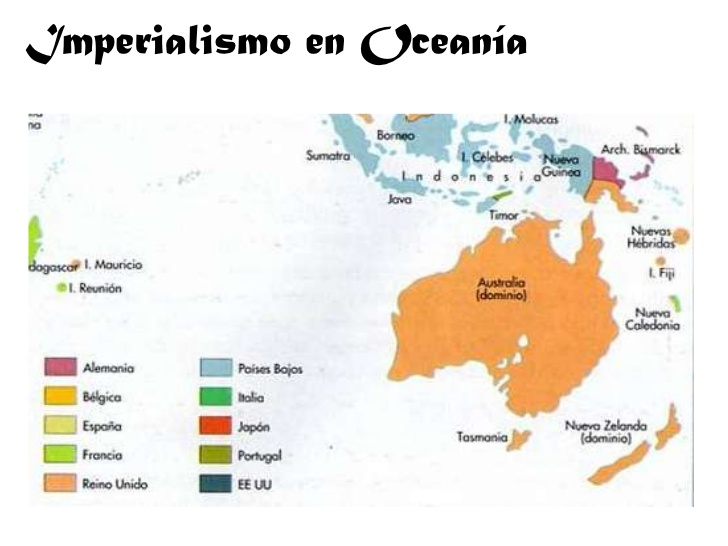 Imperialismo en Oceanía
na
I. Molucas
Borneo
Arch. Bismarck
Sumatra
I. Célebes
Nueva
Guinea
Indonesia
Java
Timor
Nuevas
Hébridas
dagascar
I. Mauricio
I. Fiji
I. Reunión
Australia
(dominio)
Nueva
Caledonia
Alemania
Países Bajos
Bélgica
Italia
España
Japón
Tasmania
Nueva Zelanda
(dominio)
Francia
Portugal
Reino Unido
EE UU